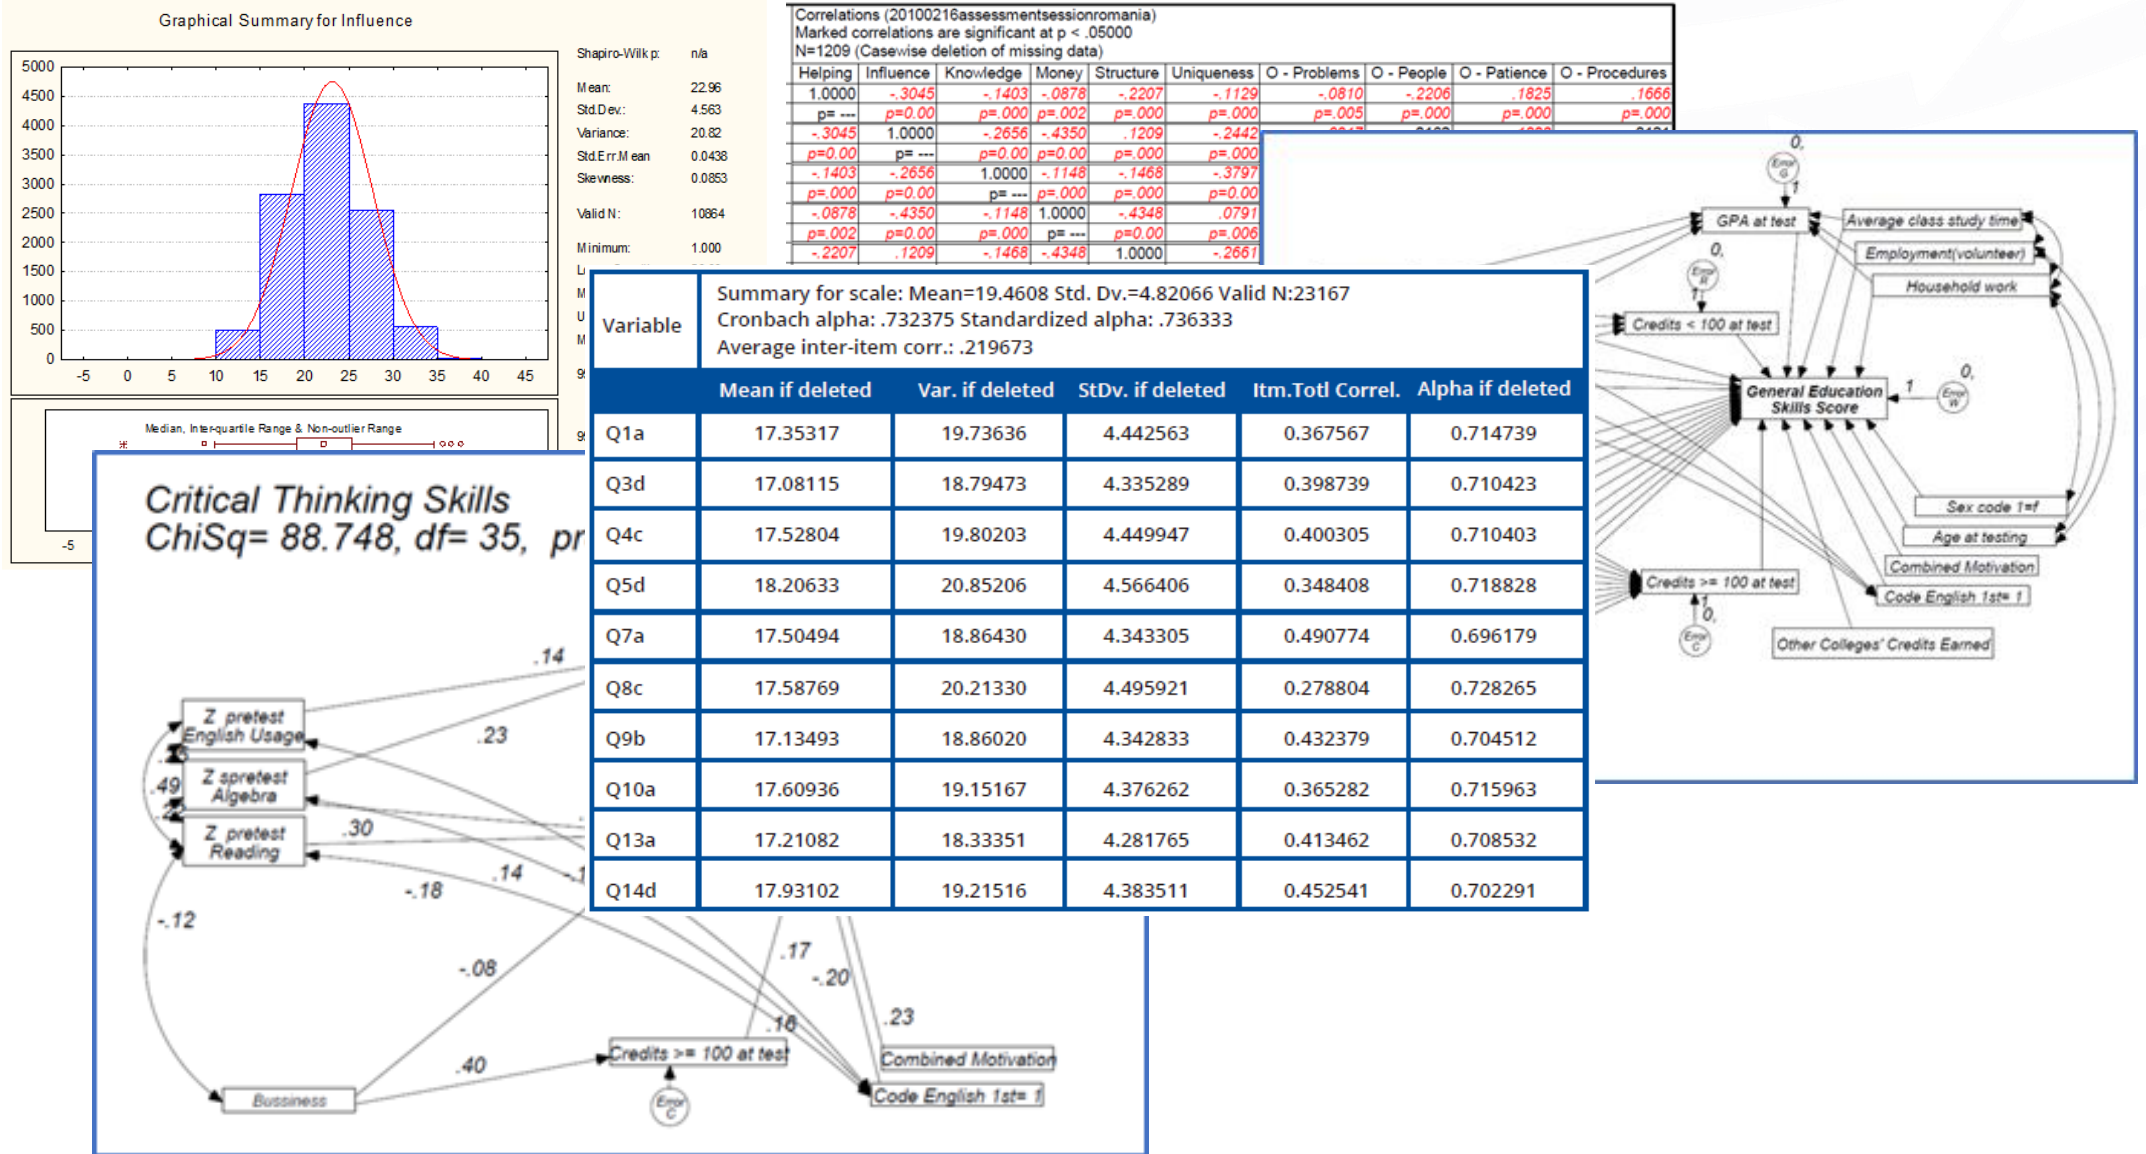 Graphical Summary for Influence
5000
4500
4000
3500
3000
2500
2000
1500
1000
500
0
-5 0 5 10 15 20 25 30 35 40 45
Shapiro-Wilk p: n/a
Mean: 22.96
Std.Dev.: 4.563
Variance: 20.82
Std.Err.Mean 0.0438
Skewness: 0.0853
Valid N: 10864
Minimum: 1.000
Median, Inter-quartile Range & Non-outlier Range
-5
Correlations (20100216assessmentsessionromania)
Marked correlations are significant at p < .05000
N=1209 (Casewise deletion of missing data)
Helping Influence Knowledge Money Structure Uniqueness O - Problems O - People O - Patience O - Procedures
1.0000 -.3045 -.1403 -.0878 -.2207 -.1129 -.0810 -.2206 .1825 .1666
p= --- p=0.00 p=.000 p=.002 p=.000 p=.000 p=.005 p=.000 p=.000 p=.000
-.3045 1.0000 -.2656 -.4350 .1209 -.2442
p=0.00 p= --- p=0.00 p=0.00 p=.000 p=.000
-.1403 -.2656 1.0000 -.1148 -.1468 -.3797
p=.000 p=0.00 p= --- p=.000 p=.000 p=0.00
-.0878 -.4350 -.1148 1.0000 -.4348 .0791
p=.002 p=0.00 p=.000 p= --- p=0.00 p=.006
-.2207 .1209 -.1468 -.4348 1.0000 -.2661
0,
Error
G
1
GPA at test
Average class study time
Employment(volunteer)
Household work
0,
Error
R
1
Credits < 100 at test
General Education
Skills Score
1
0,
Error
W
Sex code 1=f
Age at testing
Combined Motivation
Code English 1st= 1
Credits >= 100 at test
1
0,
Error
C
Other Colleges' Credits Earned
Variable
Summary for scale: Mean=19.4608 Std. Dv.=4.82066 Valid N:23167
Cronbach alpha: .732375 Standardized alpha: .736333
Average inter-item corr.: .219673
Mean if deleted Var. if deleted StDv. if deleted Itm.Totl Correl. Alpha if deleted
Q1a 17.35317 19.73636 4.442563 0.367567 0.714739
Q3d 17.08115 18.79473 4.335289 0.398739 0.710423
Q4c 17.52804 19.80203 4.449947 0.400305 0.710403
Q5d 18.20633 20.85206 4.566406 0.348408 0.718828
Q7a 17.50494 18.86430 4.343305 0.490774 0.696179
Q8c 17.58769 20.21330 4.495921 0.278804 0.728265
Q9b 17.13493 18.86020 4.342833 0.432379 0.704512
Q10a 17.60936 19.15167 4.376262 0.365282 0.715963
Q13a 17.21082 18.33351 4.281765 0.413462 0.708532
Q14d 17.93102 19.21516 4.383511 0.452541 0.702291
Critical Thinking Skills
ChiSq= 88.748, df= 35, pr
.14
Z pretest
English Usage
.23
.49
Z spretest
Algebra
Z pretest
Reading
.30
.14
-.18
-.12
-.08
.17
-.20
.16
.23
Credits >= 100 at test
Combined Motivation
.40
Code English 1st= 1
Bussiness
Error
C